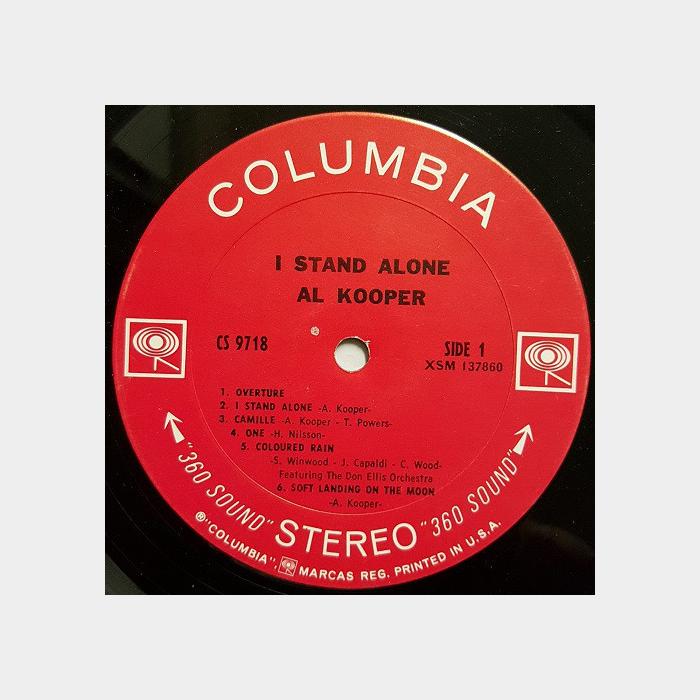 COLUMBIA
I STAND ALONE
AL KOOPER
CS 9718
SIDE 1
XSM 137860
1. OVERTURE
2. I STAND ALONE -A. Kooper-
3. CAMILLE -A. Kooper - T. Powers-
4. ONE -H. Nilsson-
5. COLOURED RAIN
-S. Winwood - J. Capaldi - C. Wood-
Featuring The Don Ellis Orchestra
6. SOFT LANDING ON THE MOON
-A. Kooper-
"360 SOUND" STEREO "360 SOUND"
®"COLUMBIA", MARCAS REG. PRINTED IN U.S.A.